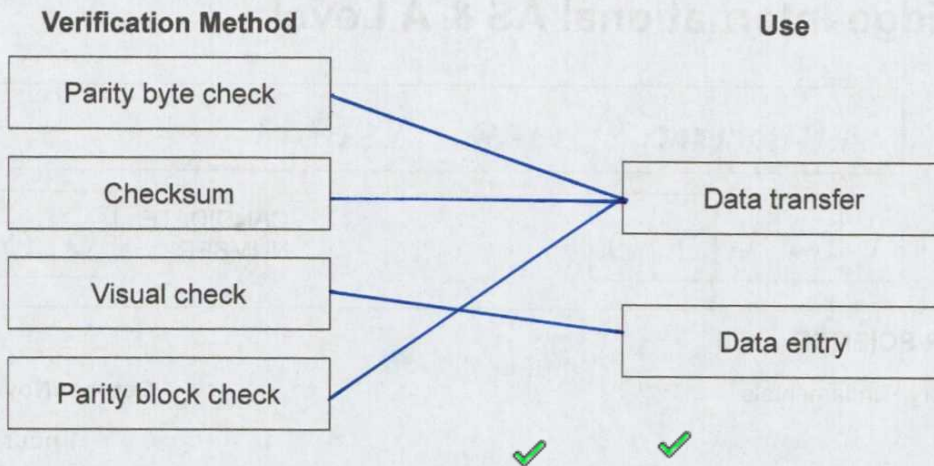 Verification Method
Use
Parity byte check
Checksum
Data transfer
Visual check
Data entry
Parity block check